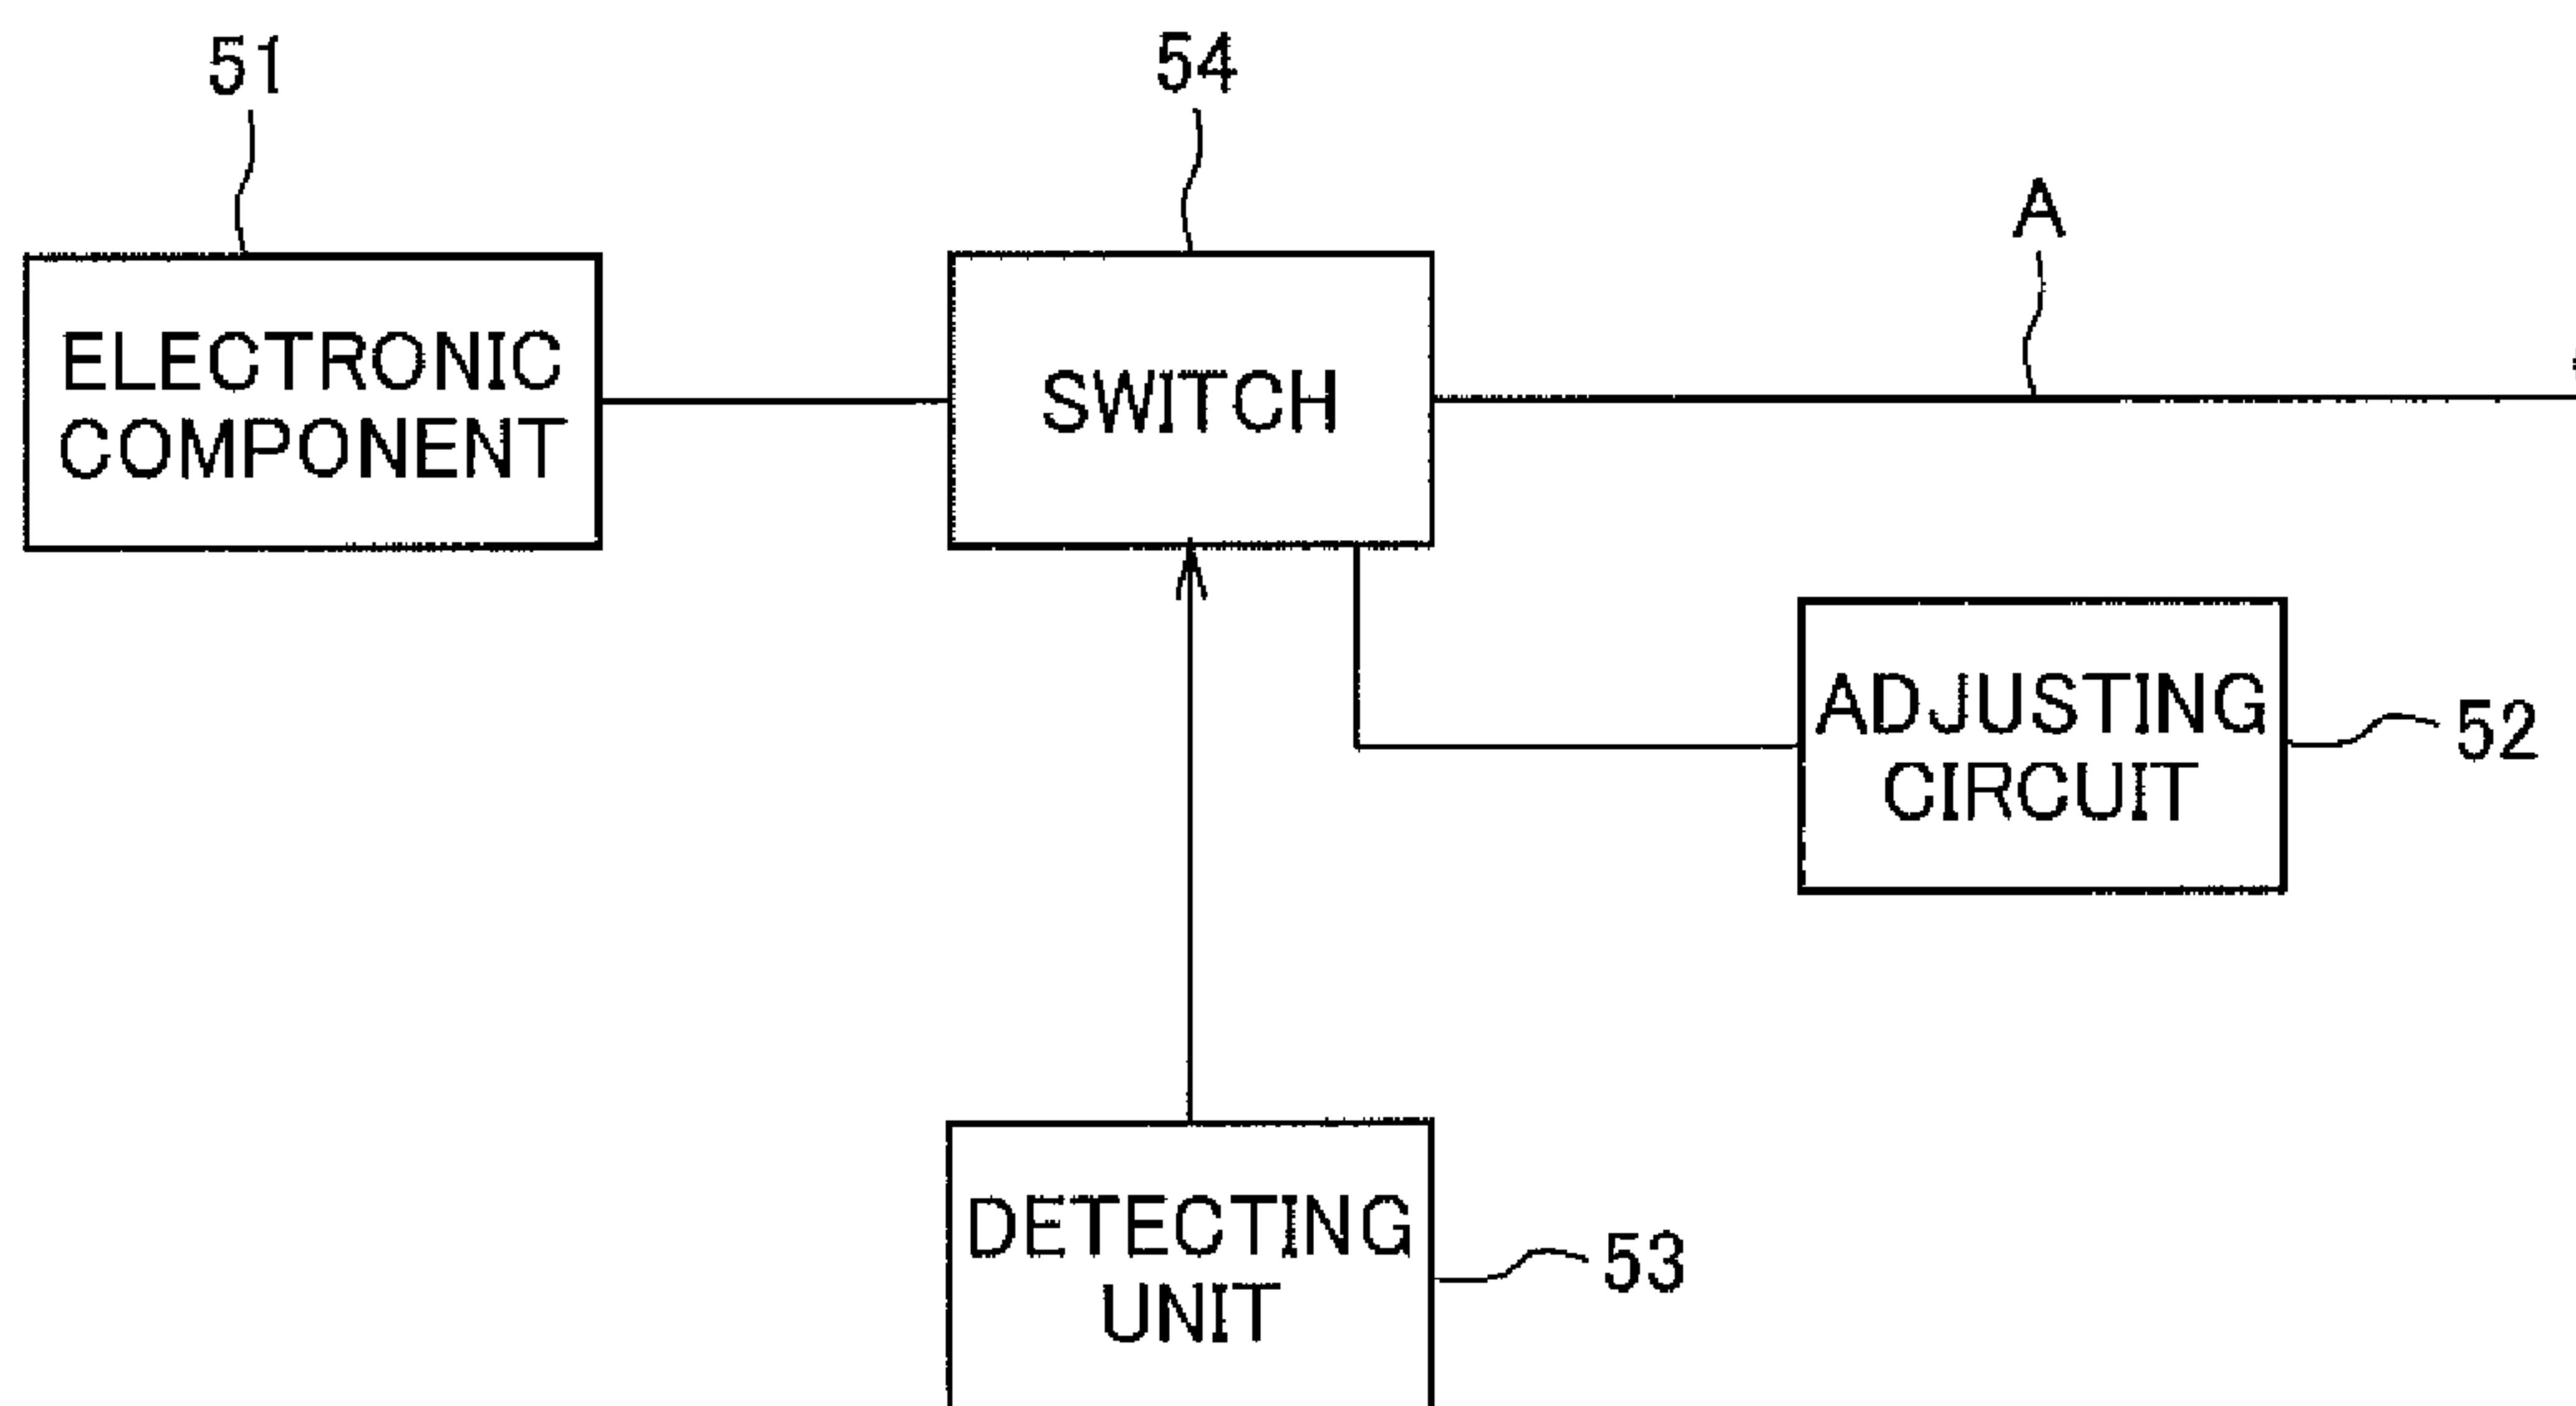 51
54
A
ELECTRONIC
COMPONENT
SWITCH
ADJUSTING
CIRCUIT
52
DETECTING
UNIT
53